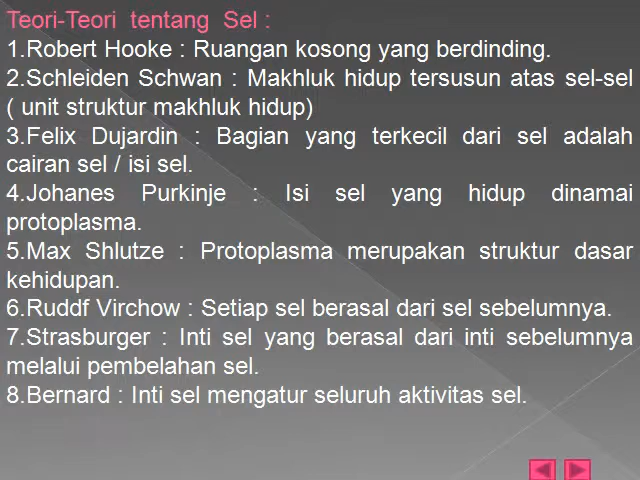 Teori-Teori tentang Sel :
1.Robert Hooke : Ruangan kosong yang berdinding.
2.Schleiden Schwan : Makhluk hidup tersusun atas sel-sel
( unit struktur makhluk hidup)
3.Felix Dujardin : Bagian yang terkecil dari sel adalah
cairan sel / isi sel.
4.Johanes Purkinje : Isi sel yang hidup dinamai
protoplasma.
5.Max Shlutze : Protoplasma merupakan struktur dasar
kehidupan.
6.Ruddf Virchow : Setiap sel berasal dari sel sebelumnya.
7.Strasburger : Inti sel yang berasal dari inti sebelumnya
melalui pembelahan sel.
8.Bernard : Inti sel mengatur seluruh aktivitas sel.